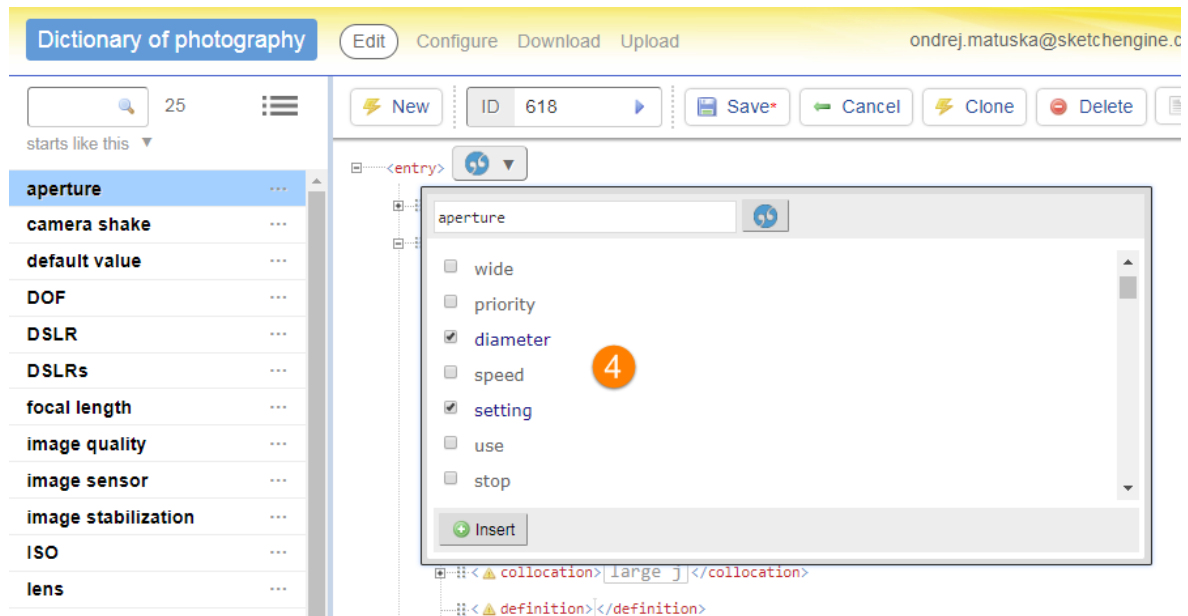 Dictionary of photography Edit Configure Download Upload ondrej.matuska@sketchengine.c
25 New ID 618 Save* Cancel Clone Delete
starts like this ▼
<entry> ▼
aperture ...
camera shake ...
default value ...
DOF ...
DSLR ...
DSLRs ...
focal length ...
image quality ...
image sensor ...
image stabilization ...
ISO ...
lens ...
aperture
wide
priority
diameter
speed
setting
use
stop
4
Insert
<collocation> large j </collocation>
<definition></definition>